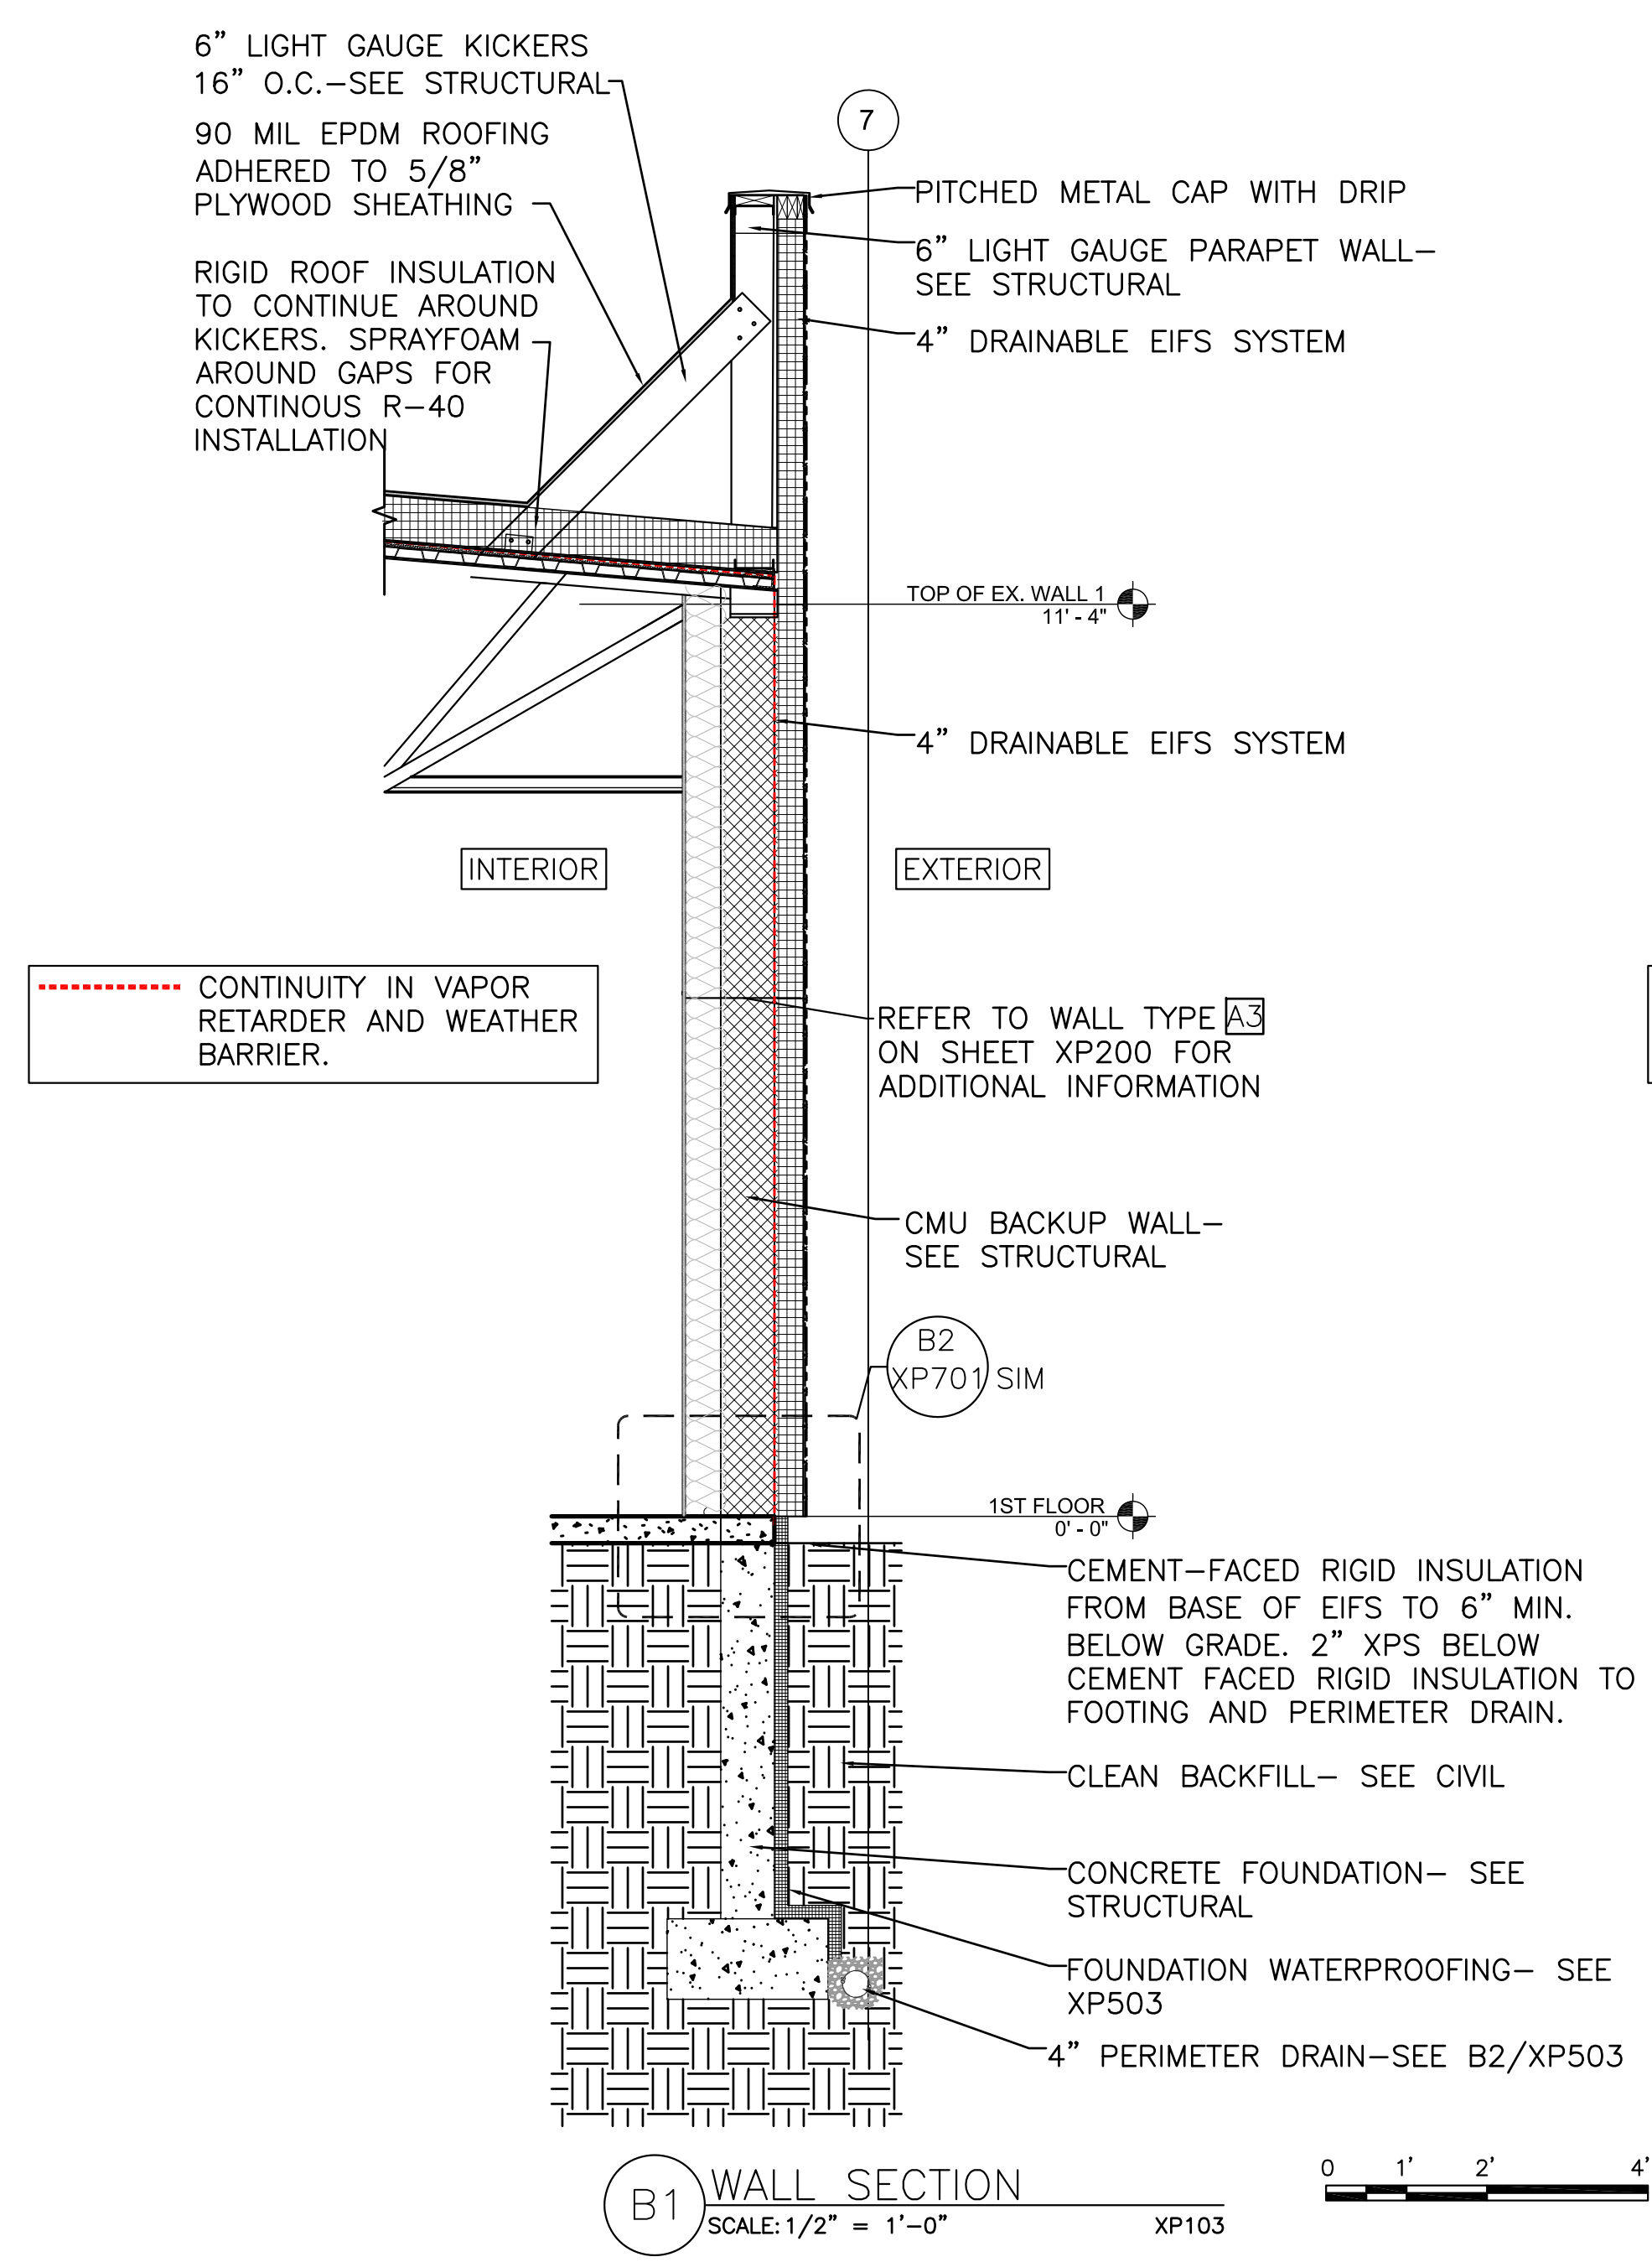 6” LIGHT GAUGE KICKERS
16” O.C.–SEE STRUCTURAL
90 MIL EPDM ROOFING
ADHERED TO 5/8”
PLYWOOD SHEATHING
RIGID ROOF INSULATION
TO CONTINUE AROUND
KICKERS. SPRAYFOAM
AROUND GAPS FOR
CONTINOUS R–40
INSTALLATION
7
PITCHED METAL CAP WITH DRIP
6” LIGHT GAUGE PARAPET WALL–
SEE STRUCTURAL
4” DRAINABLE EIFS SYSTEM
TOP OF EX. WALL 1
11' - 4"
4” DRAINABLE EIFS SYSTEM
INTERIOR
EXTERIOR
CONTINUITY IN VAPOR
RETARDER AND WEATHER
BARRIER.
REFER TO WALL TYPE A3
ON SHEET XP200 FOR
ADDITIONAL INFORMATION
CMU BACKUP WALL–
SEE STRUCTURAL
B2
XP701 SIM
1ST FLOOR
0' - 0"
CEMENT–FACED RIGID INSULATION
FROM BASE OF EIFS TO 6” MIN.
BELOW GRADE. 2” XPS BELOW
CEMENT FACED RIGID INSULATION TO
FOOTING AND PERIMETER DRAIN.
CLEAN BACKFILL– SEE CIVIL
CONCRETE FOUNDATION– SEE
STRUCTURAL
FOUNDATION WATERPROOFING– SEE
XP503
4” PERIMETER DRAIN–SEE B2/XP503
B1
WALL SECTION
SCALE: 1/2” = 1’–0”
XP103
0 1’ 2’ 4’